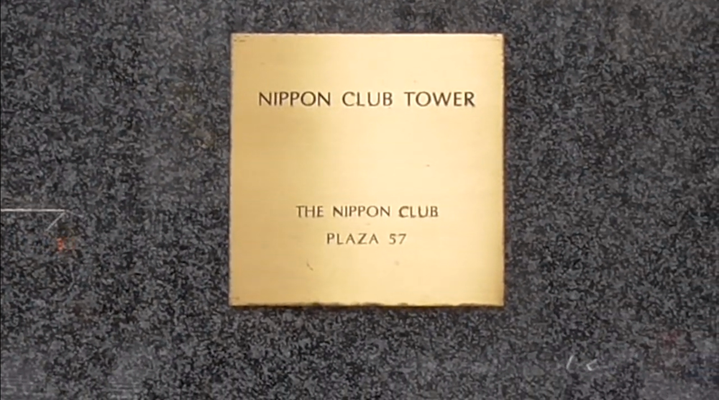 NIPPON CLUB TOWER
THE NIPPON CLUB
PLAZA 57